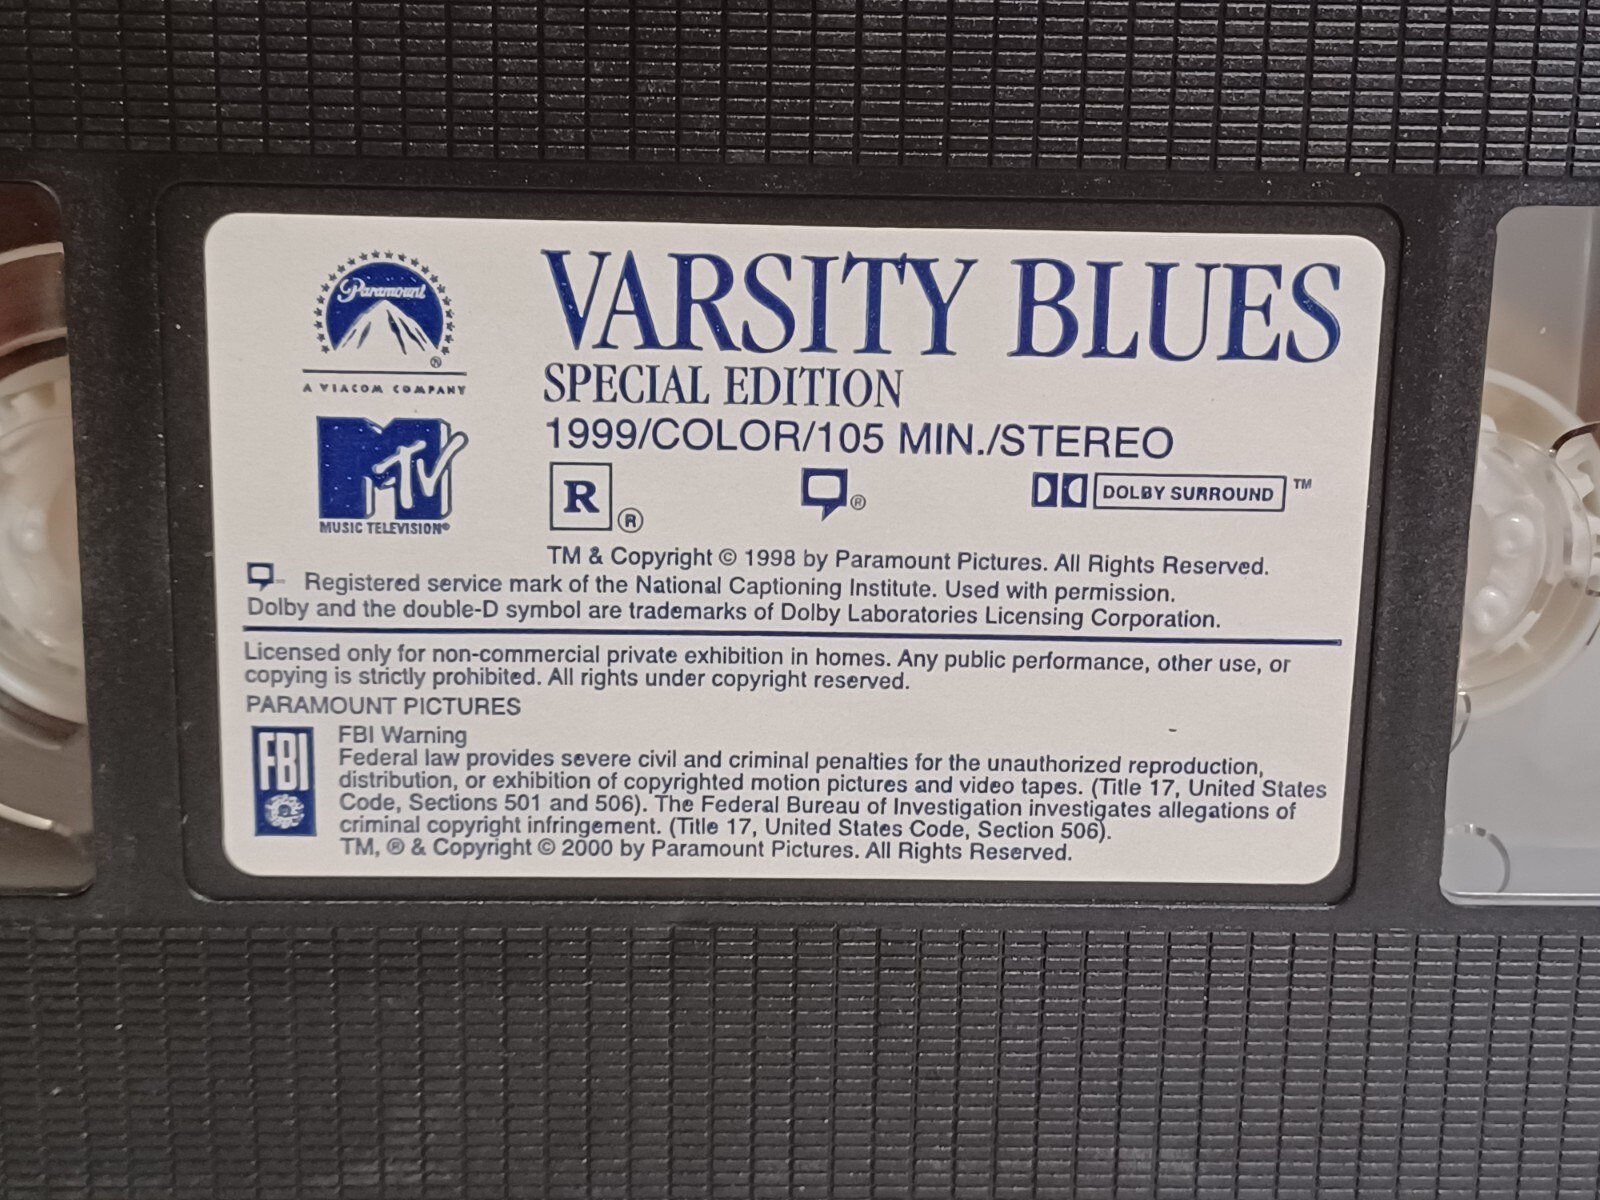 Paramount
®
A VIACOM COMPANY
MTV
MUSIC TELEVISION®
VARSITY BLUES
SPECIAL EDITION
1999/COLOR/105 MIN./STEREO
R ®
®
DOLBY SURROUND ™
TM & Copyright © 1998 by Paramount Pictures. All Rights Reserved.
Registered service mark of the National Captioning Institute. Used with permission.
Dolby and the double-D symbol are trademarks of Dolby Laboratories Licensing Corporation.
Licensed only for non-commercial private exhibition in homes. Any public performance, other use, or
copying is strictly prohibited. All rights under copyright reserved.
PARAMOUNT PICTURES
FBI
FBI Warning
Federal law provides severe civil and criminal penalties for the unauthorized reproduction,
distribution, or exhibition of copyrighted motion pictures and video tapes. (Title 17, United States
Code, Sections 501 and 506). The Federal Bureau of Investigation investigates allegations of
criminal copyright infringement. (Title 17, United States Code, Section 506).
TM, ® & Copyright © 2000 by Paramount Pictures. All Rights Reserved.